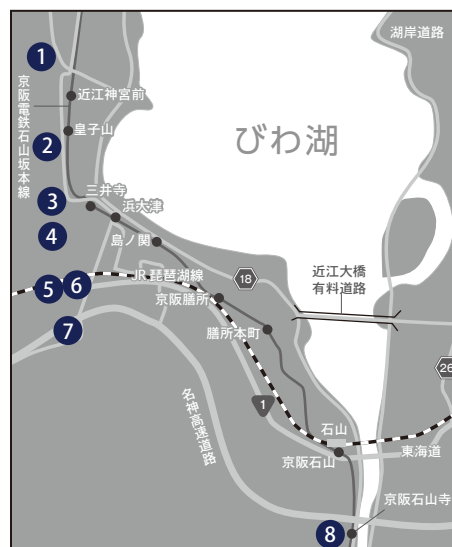 湖岸道路
1
京阪電鉄石山坂本線
近江神宮前
皇子山
2
びわ湖
3
三井寺
浜大津
4
島ノ関
JR琵琶湖線
18
近江大橋
有料道路
5
6
京阪膳所
7
膳所本町
26
名神高速道路
1
石山
京阪石山
東海道
京阪石山寺
8